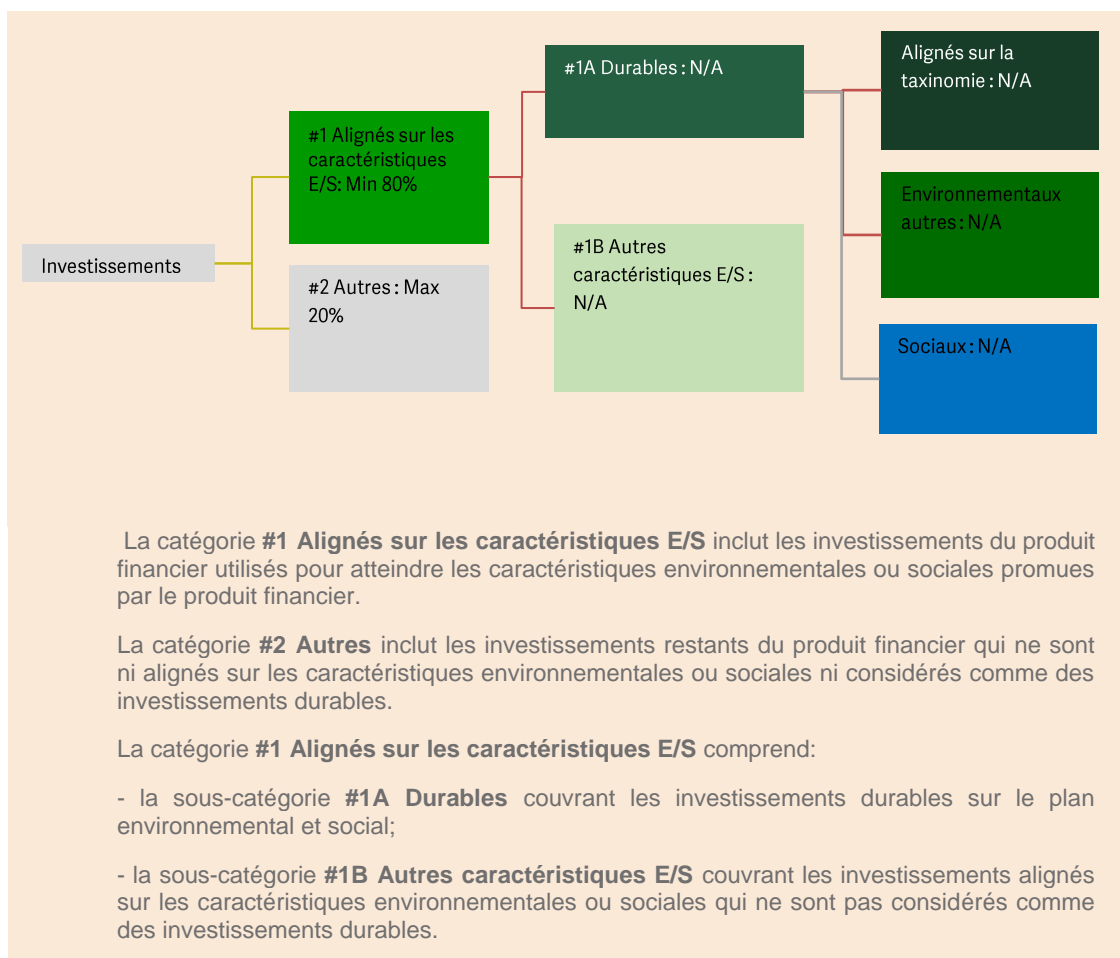 Investissements
#1 Alignés sur les
caractéristiques
E/S: Min 80%
#2 Autres : Max
20%
#1A Durables : N/A
#1B Autres
caractéristiques E/S :
N/A
Alignés sur la
taxinomie : N/A
Environnementaux
autres : N/A
Sociaux : N/A
La catégorie #1 Alignés sur les caractéristiques E/S inclut les investissements du produit
financier utilisés pour atteindre les caractéristiques environnementales ou sociales promues
par le produit financier.
La catégorie #2 Autres inclut les investissements restants du produit financier qui ne sont
ni alignés sur les caractéristiques environnementales ou sociales ni considérés comme des
investissements durables.
La catégorie #1 Alignés sur les caractéristiques E/S comprend:
- la sous-catégorie #1A Durables couvrant les investissements durables sur le plan
environnemental et social;
- la sous-catégorie #1B Autres caractéristiques E/S couvrant les investissements alignés
sur les caractéristiques environnementales ou sociales qui ne sont pas considérés comme
des investissements durables.